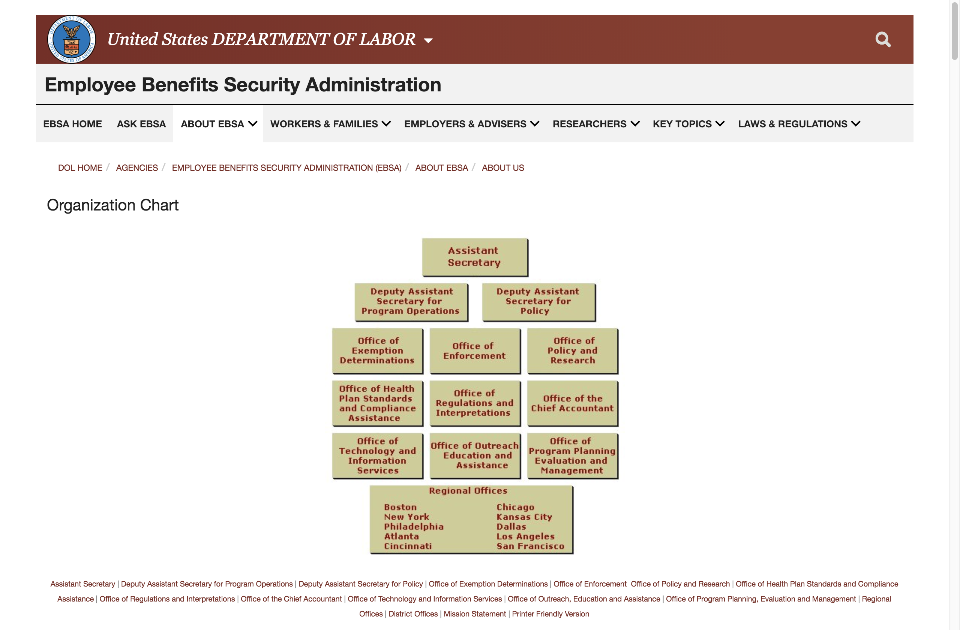 United States DEPARTMENT OF LABOR
Employee Benefits Security Administration
EBSA HOME ASK EBSA ABOUT EBSA WORKERS & FAMILIES EMPLOYERS & ADVISERS RESEARCHERS KEY TOPICS LAWS & REGULATIONS
DOL HOME / AGENCIES / EMPLOYEE BENEFITS SECURITY ADMINISTRATION (EBSA) / ABOUT EBSA / ABOUT US
Organization Chart
Assistant
Secretary
Deputy Assistant
Secretary for
Program Operations
Deputy Assistant
Secretary for
Policy
Office of
Exemption
Determinations
Office of
Enforcement
Office of
Policy and
Research
Office of Health
Plan Standards
and Compliance
Assistance
Office of
Regulations and
Interpretations
Office of the
Chief Accountant
Office of
Technology and
Information
Services
Office of Outreach
Education and
Assistance
Office of
Program Planning
Evaluation and
Management
Regional Offices
Boston
New York
Philadelphia
Atlanta
Cincinnati
Chicago
Kansas City
Dallas
Los Angeles
San Francisco
Assistant Secretary | Deputy Assistant Secretary for Program Operations | Deputy Assistant Secretary for Policy | Office of Exemption Determinations | Office of Enforcement Office of Policy and Research | Office of Health Plan Standards and Compliance
Assistance | Office of Regulations and Interpretations | Office of the Chief Accountant | Office of Technology and Information Services | Office of Outreach, Education and Assistance | Office of Program Planning, Evaluation and Management | Regional
Offices | District Offices | Mission Statement | Printer Friendly Version